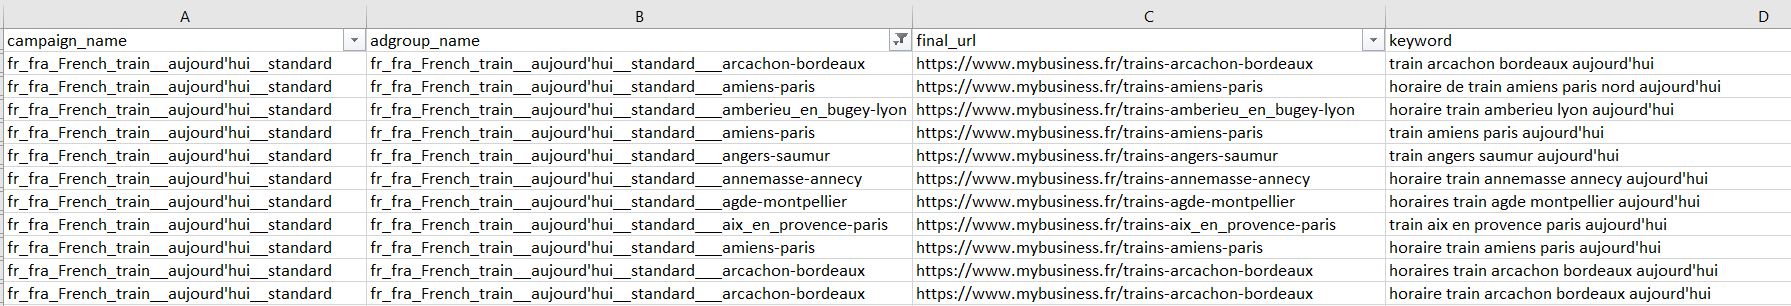 A B C D
campaign_name adgroup_name final_url keyword
fr_fra_French_train__aujourd'hui__standard fr_fra_French_train__aujourd'hui__standard___arcachon-bordeaux https://www.mybusiness.fr/trains-arcachon-bordeaux train arcachon bordeaux aujourd'hui
fr_fra_French_train__aujourd'hui__standard fr_fra_French_train__aujourd'hui__standard___amiens-paris https://www.mybusiness.fr/trains-amiens-paris horaire de train amiens paris nord aujourd'hui
fr_fra_French_train__aujourd'hui__standard fr_fra_French_train__aujourd'hui__standard___amberieu_en_bugey-lyon https://www.mybusiness.fr/trains-amberieu_en_bugey-lyon horaire train amberieu lyon aujourd'hui
fr_fra_French_train__aujourd'hui__standard fr_fra_French_train__aujourd'hui__standard___amiens-paris https://www.mybusiness.fr/trains-amiens-paris train amiens paris aujourd'hui
fr_fra_French_train__aujourd'hui__standard fr_fra_French_train__aujourd'hui__standard___angers-saumur https://www.mybusiness.fr/trains-angers-saumur train angers saumur aujourd'hui
fr_fra_French_train__aujourd'hui__standard fr_fra_French_train__aujourd'hui__standard___annemasse-annecy https://www.mybusiness.fr/trains-annemasse-annecy horaire train annemasse annecy aujourd'hui
fr_fra_French_train__aujourd'hui__standard fr_fra_French_train__aujourd'hui__standard___agde-montpellier https://www.mybusiness.fr/trains-agde-montpellier horaires train agde montpellier aujourd'hui
fr_fra_French_train__aujourd'hui__standard fr_fra_French_train__aujourd'hui__standard___aix_en_provence-paris https://www.mybusiness.fr/trains-aix_en_provence-paris train aix en provence paris aujourd'hui
fr_fra_French_train__aujourd'hui__standard fr_fra_French_train__aujourd'hui__standard___amiens-paris https://www.mybusiness.fr/trains-amiens-paris horaire train amiens paris aujourd'hui
fr_fra_French_train__aujourd'hui__standard fr_fra_French_train__aujourd'hui__standard___arcachon-bordeaux https://www.mybusiness.fr/trains-arcachon-bordeaux horaires train arcachon bordeaux aujourd'hui
fr_fra_French_train__aujourd'hui__standard fr_fra_French_train__aujourd'hui__standard___arcachon-bordeaux https://www.mybusiness.fr/trains-arcachon-bordeaux horaire train arcachon bordeaux aujourd'hui